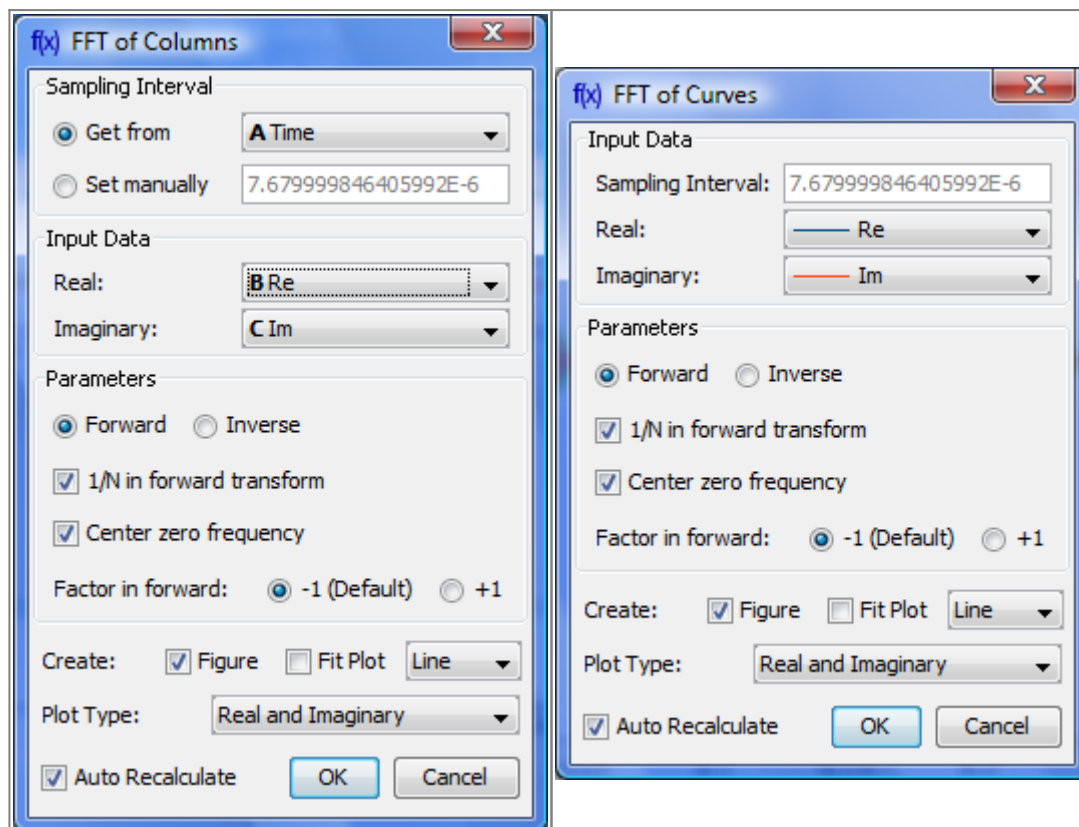 f(x) FFT of Columns
Sampling Interval
Get from A Time
Set manually 7.679999846405992E-6
Input Data
Real: B Re
Imaginary: C Im
Parameters
Forward Inverse
1/N in forward transform
Center zero frequency
Factor in forward: -1 (Default) +1
Create: Figure Fit Plot Line
Plot Type: Real and Imaginary
Auto Recalculate OK Cancel
f(x) FFT of Curves
Input Data
Sampling Interval: 7.679999846405992E-6
Real: Re
Imaginary: Im
Parameters
Forward Inverse
1/N in forward transform
Center zero frequency
Factor in forward: -1 (Default) +1
Create: Figure Fit Plot Line
Plot Type: Real and Imaginary
Auto Recalculate OK Cancel